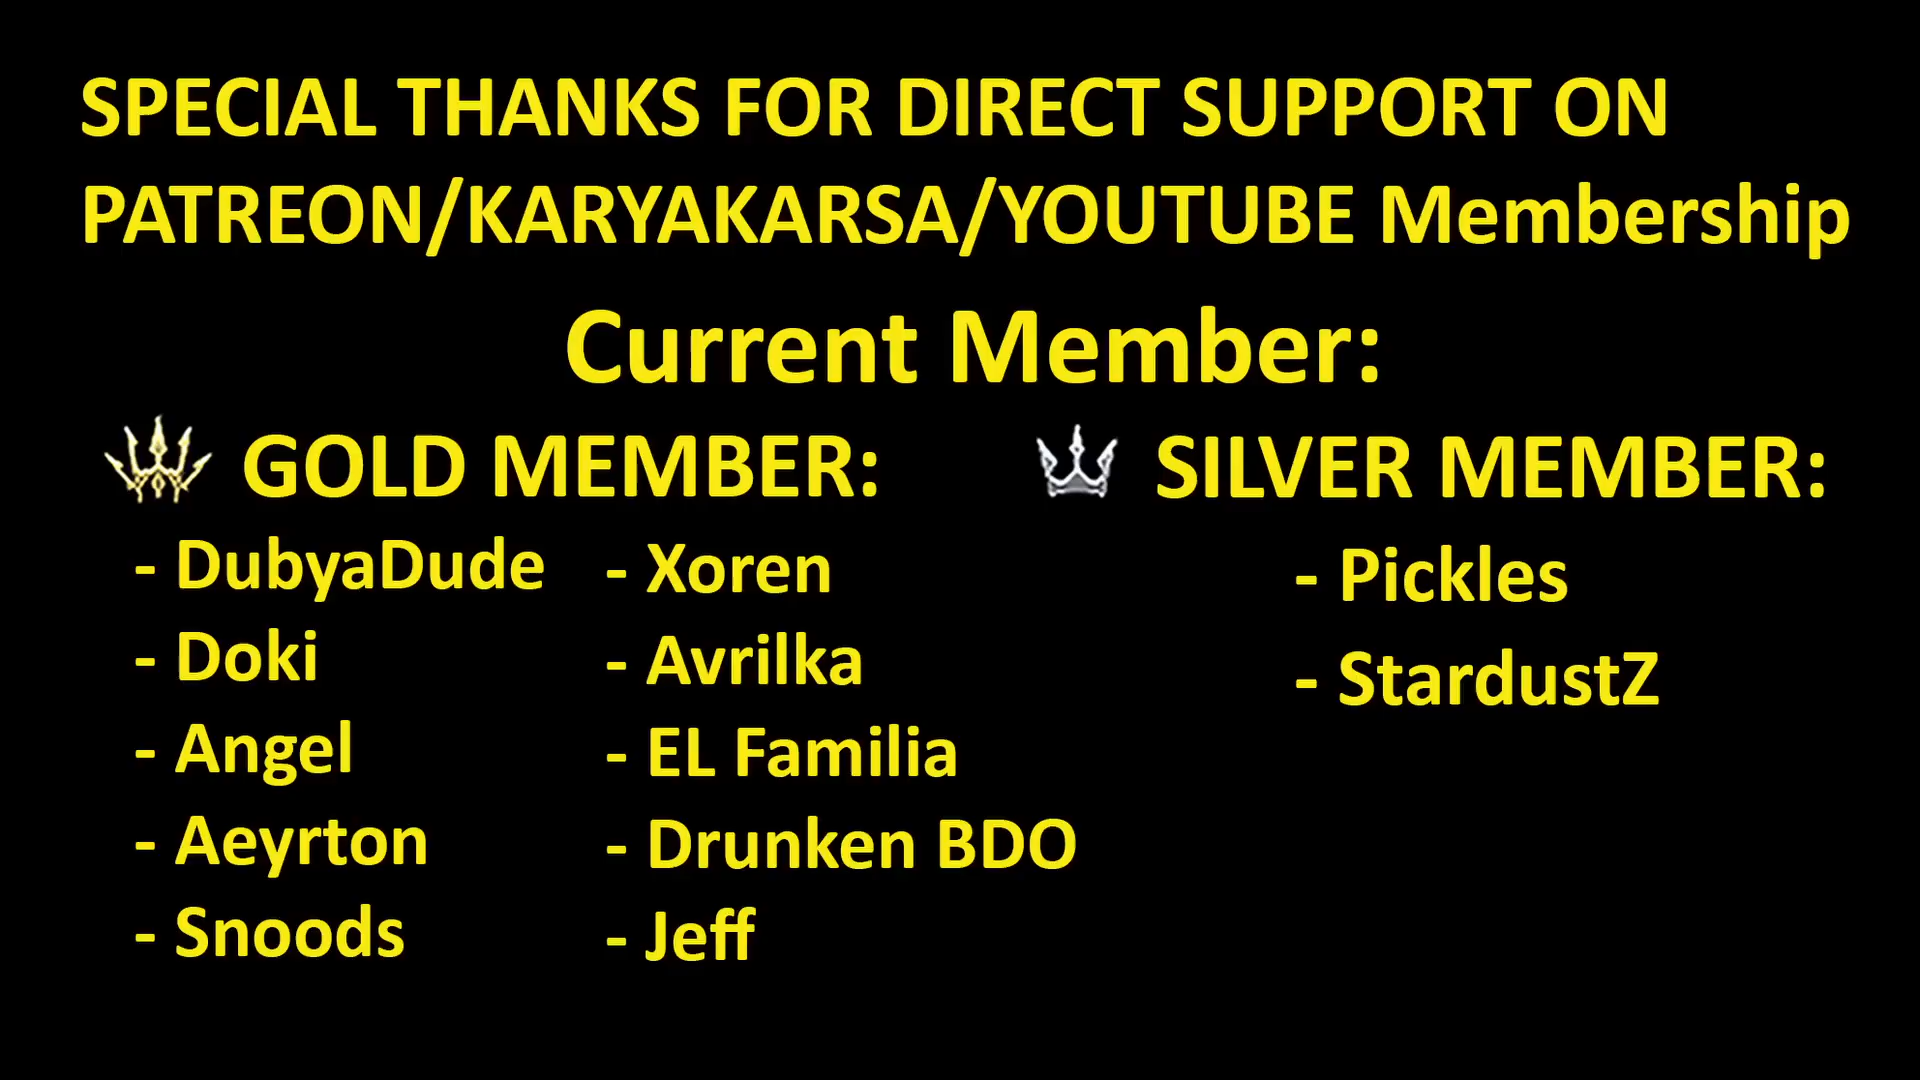 SPECIAL THANKS FOR DIRECT SUPPORT ON
PATREON/KARYAKARSA/YOUTUBE Membership
Current Member:
GOLD MEMBER:
- DubyaDude
- Doki
- Angel
- Aeyrton
- Snoods
- Xoren
- Avrilka
- EL Familia
- Drunken BDO
- Jeff
SILVER MEMBER:
- Pickles
- StardustZ